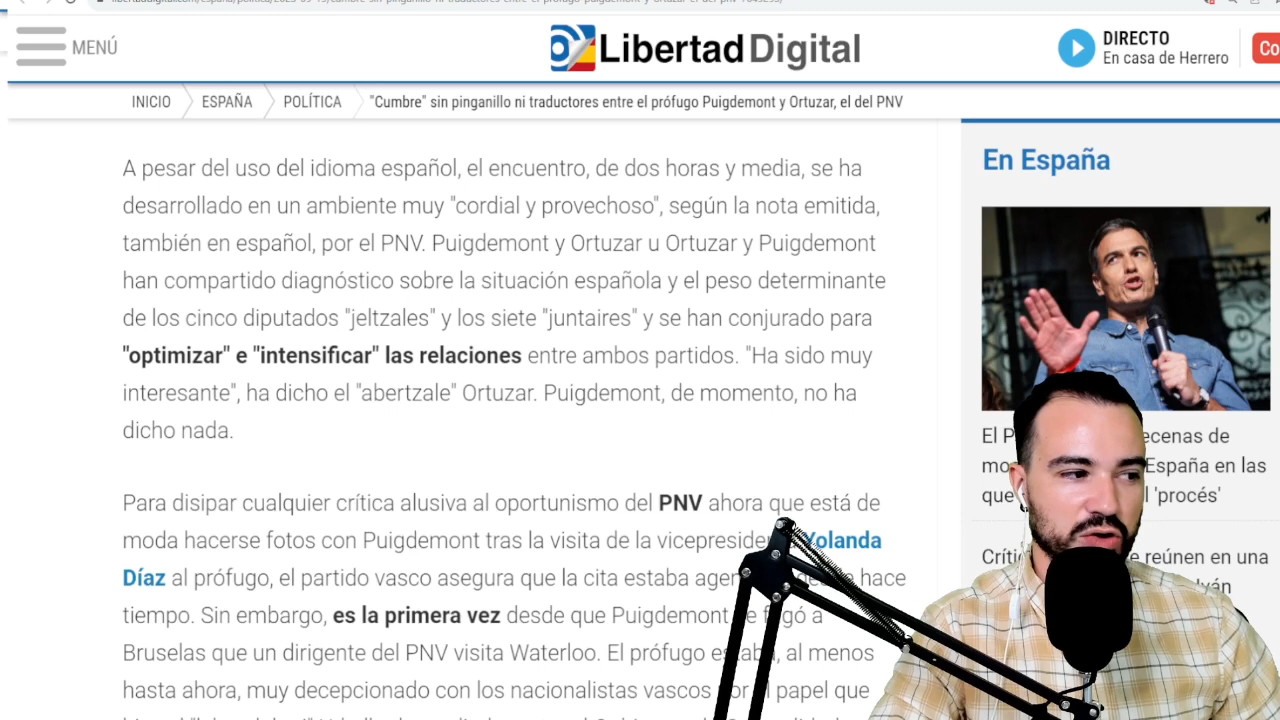 MENÚ
Libertad Digital
DIRECTO
En casa de Herrero
Co
INICIO
ESPAÑA
POLÍTICA
"Cumbre" sin pinganillo ni traductores entre el prófugo Puigdemont y Ortuzar, el del PNV
A pesar del uso del idioma español, el encuentro, de dos horas y media, se ha
desarrollado en un ambiente muy "cordial y provechoso", según la nota emitida,
también en español, por el PNV. Puigdemont y Ortuzar u Ortuzar y Puigdemont
han compartido diagnóstico sobre la situación española y el peso determinante
de los cinco diputados "jeltzales" y los siete "juntaires" y se han conjurado para
"optimizar" e "intensificar" las relaciones entre ambos partidos. "Ha sido muy
interesante", ha dicho el "abertzale" Ortuzar. Puigdemont, de momento, no ha
dicho nada.
Para disipar cualquier crítica alusiva al oportunismo del PNV ahora que está de
moda hacerse fotos con Puigdemont tras la visita de la Yolanda
Díaz al prófugo, el partido vasco asegura que la cita estaba hace
tiempo. Sin embargo, es la primera vez desde que Puigdemont a
Bruselas que un dirigente del PNV visita Waterloo. El prófugo al menos
hasta ahora, muy decepcionado con los nacionalistas vascos papel que
En España
El
España en las
que 'procés'
reúnen en una